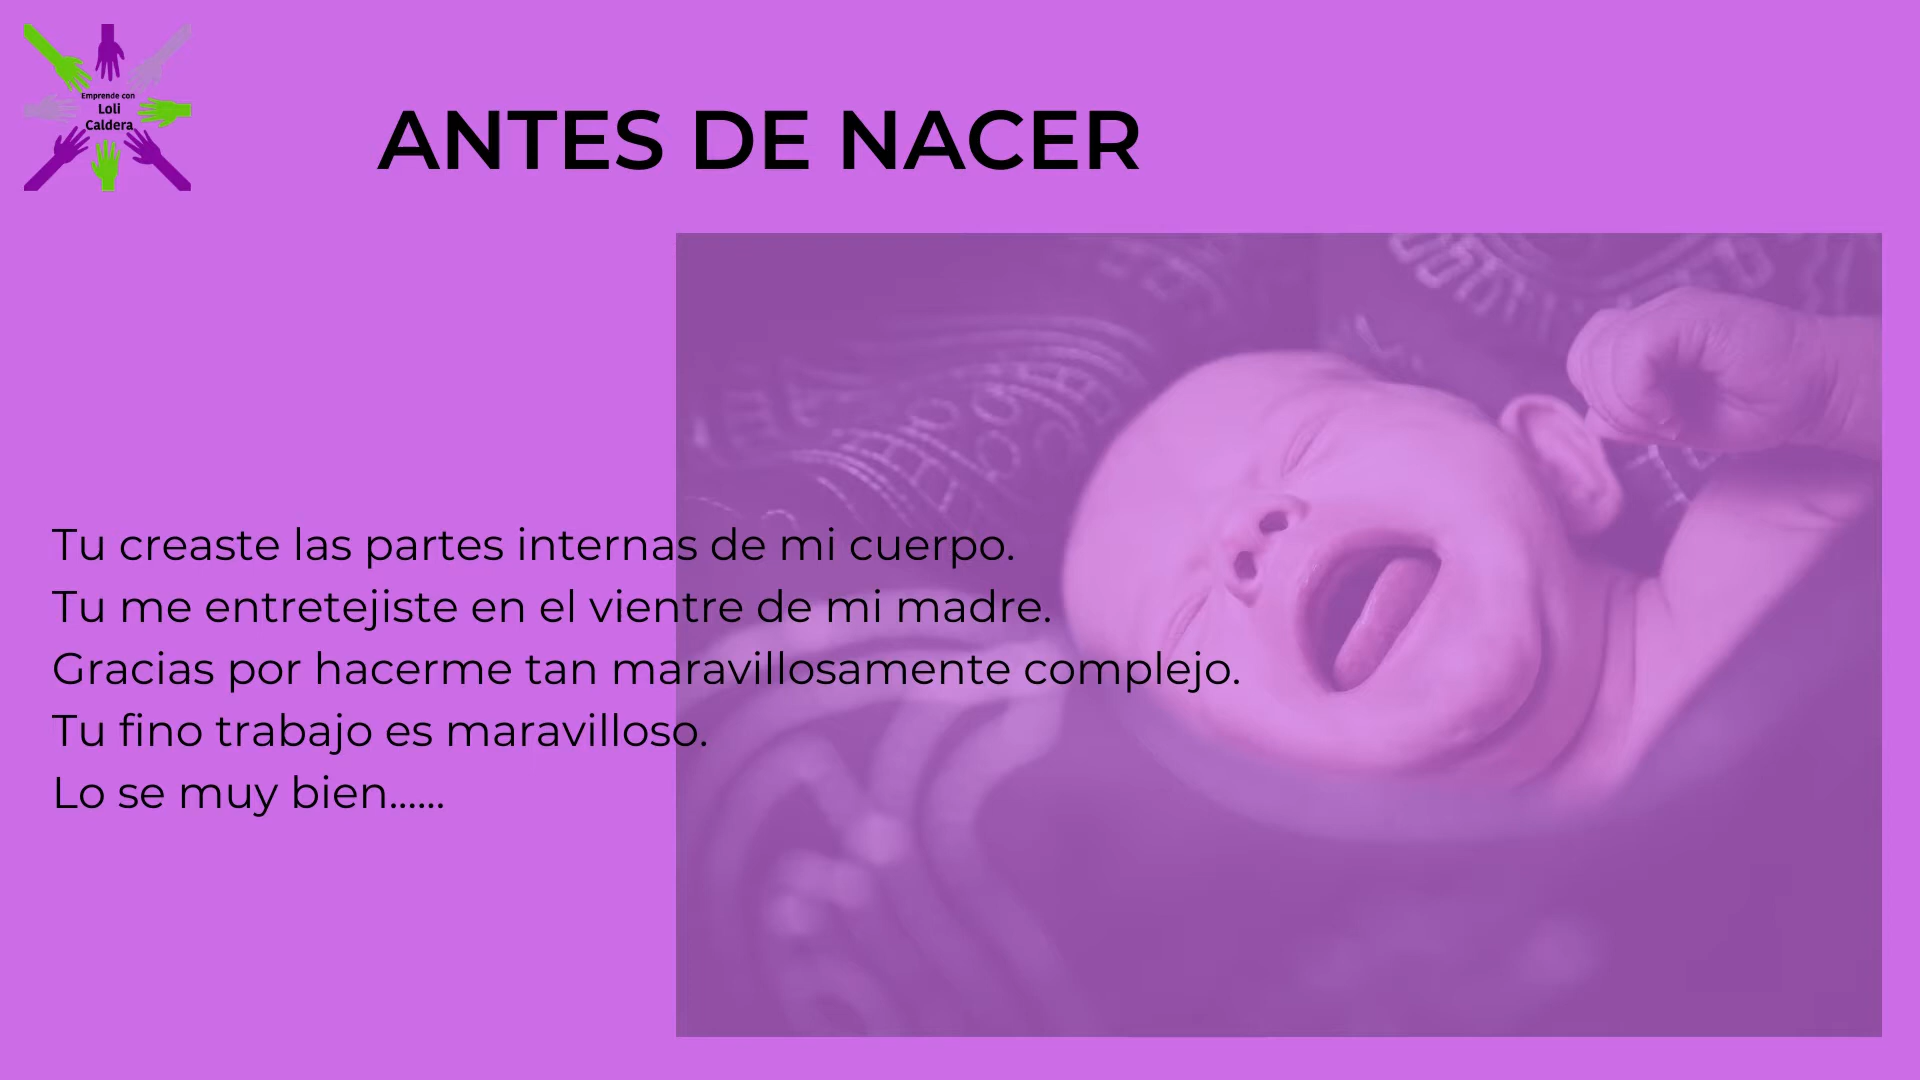 Emprende con
Loli
Caldera
ANTES DE NACER
Tu creaste las partes internas de mi cuerpo.
Tu me entretejiste en el vientre de mi madre.
Gracias por hacerme tan maravillosamente complejo.
Tu fino trabajo es maravilloso.
Lo se muy bien......